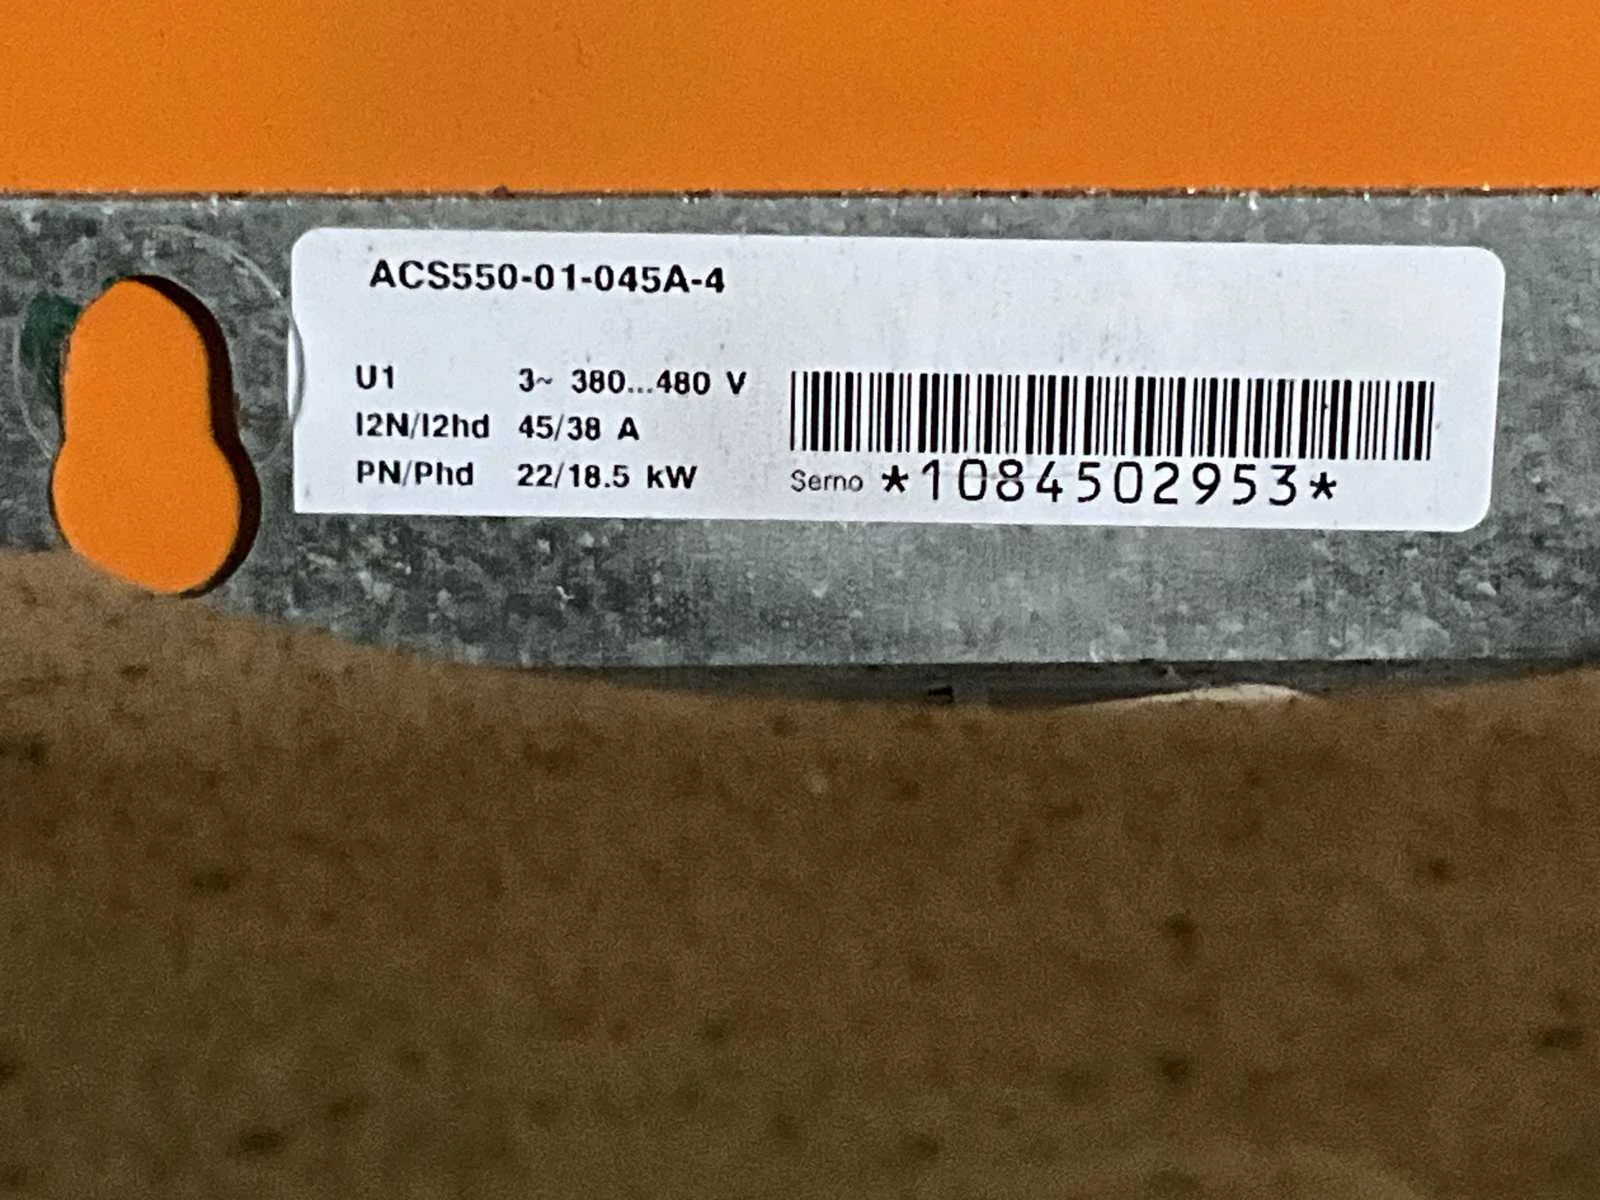 ACS550-01-045A-4
U1 3~ 380...480 V
I2N/I2hd 45/38 A
PN/Phd 22/18.5 kW
Serno *1084502953*